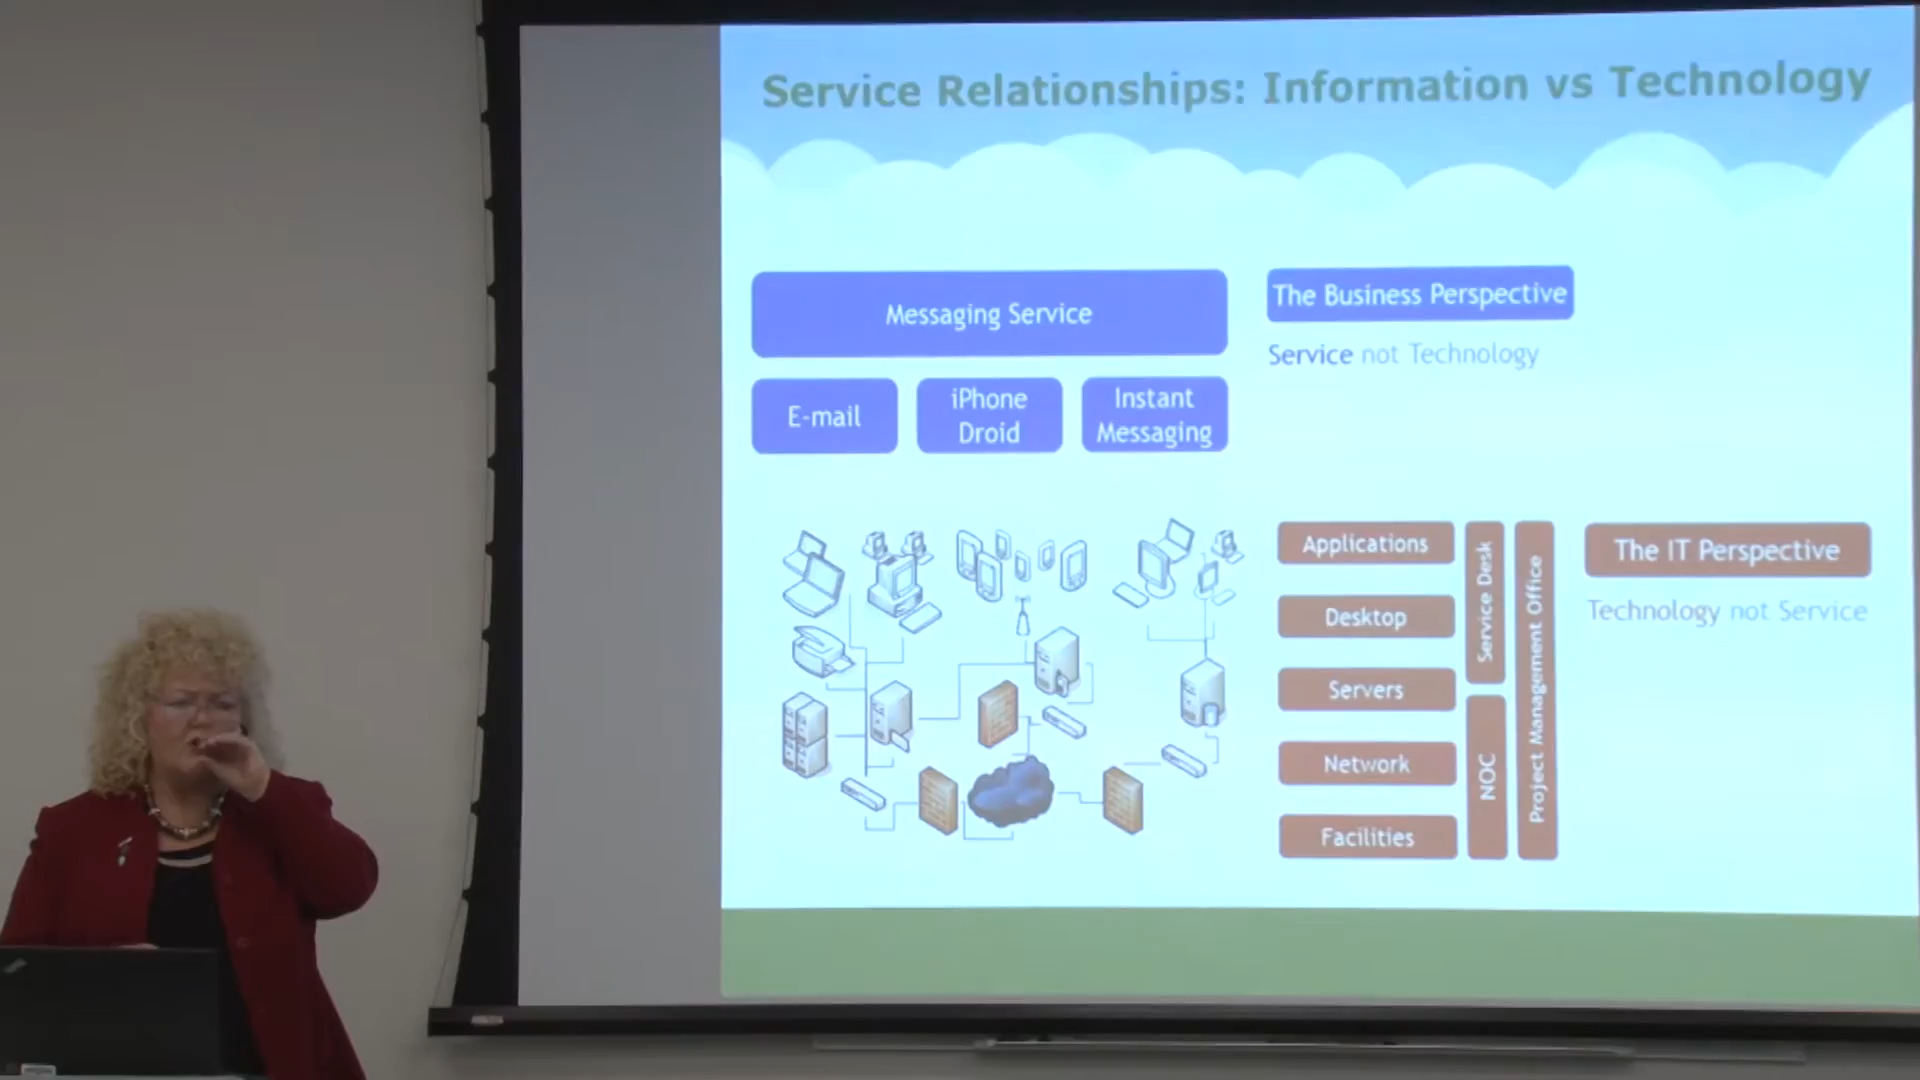 Service Relationships: Information vs Technology
Messaging Service
The Business Perspective
Service not Technology
E-mail
iPhone
Droid
Instant
Messaging
Applications
Desktop
Servers
Network
Facilities
Service Desk
NOC
Project Management Office
The IT Perspective
Technology not Service